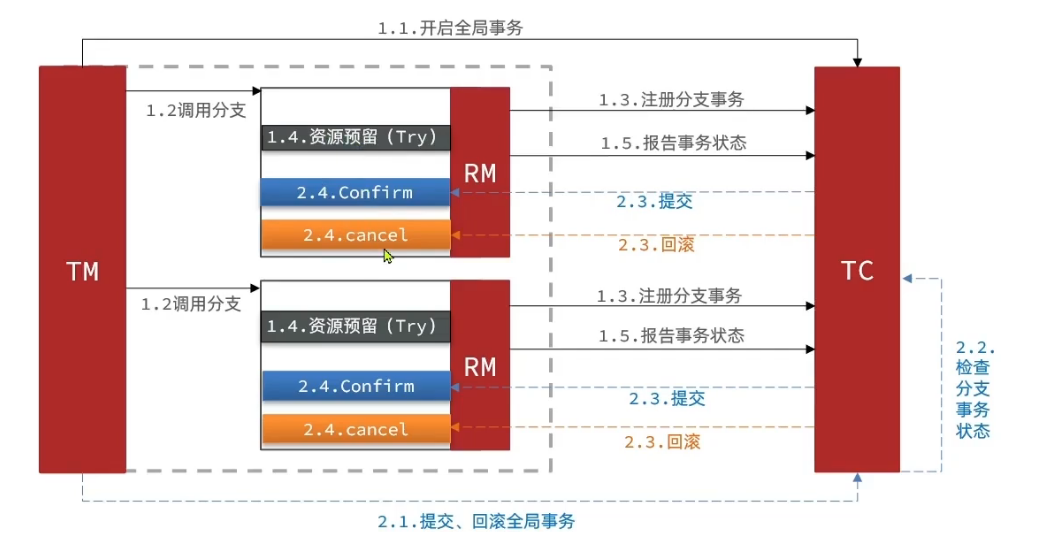 1.1.开启全局事务
TM
1.2调用分支
1.4.资源预留（Try）
2.4.Confirm
2.4.cancel
RM
1.3.注册分支事务
1.5.报告事务状态
2.3.提交
2.3.回滚
1.2调用分支
1.4.资源预留（Try）
2.4.Confirm
2.4.cancel
RM
1.3.注册分支事务
1.5.报告事务状态
2.3.提交
2.3.回滚
TC
2.2.
检查
分支
事务
状态
2.1.提交、回滚全局事务